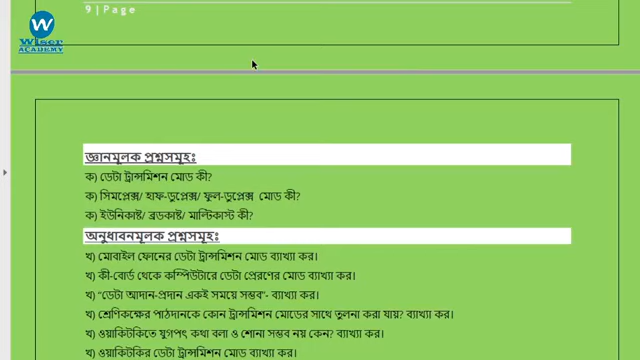 W
Wiser
ACADEMY
9 | Page
জ্ঞানমূলক প্রশ্নসমূহঃ
ক) ডেটা ট্রান্সমিশন মোড কী?
ক) সিমপ্লেক্স/ হাফ-ডুপ্লেক্স/ ফুল-ডুপ্লেক্স মোড কী?
ক) ইউনিকাষ্ট/ ব্রডকাষ্ট/ মাল্টিকাস্ট কী?
অনুধাবনমূলক প্রশ্নসমূহঃ
খ) মোবাইল ফোনের ডেটা ট্রান্সমিশন মোড ব্যাখ্যা কর।
খ) কী-বোর্ড থেকে কম্পিউটারে ডেটা প্রেরণের মোড ব্যাখ্যা কর।
খ) "ডেটা আদান-প্রদান একই সময়ে সম্ভব"- ব্যাখ্যা কর।
খ) শ্রেণিকক্ষের পাঠদানকে কোন ট্রান্সমিশন মোডের সাথে তুলনা করা যায়? ব্যাখ্যা কর।
খ) ওয়াকিটকিতে যুগপৎ কথা বলা ও শোনা সম্ভব নয় কেন? ব্যাখ্যা কর।
খ) ওয়াকিটকির ডেটা ট্রান্সমিশন মোড ব্যাখ্যা কর।